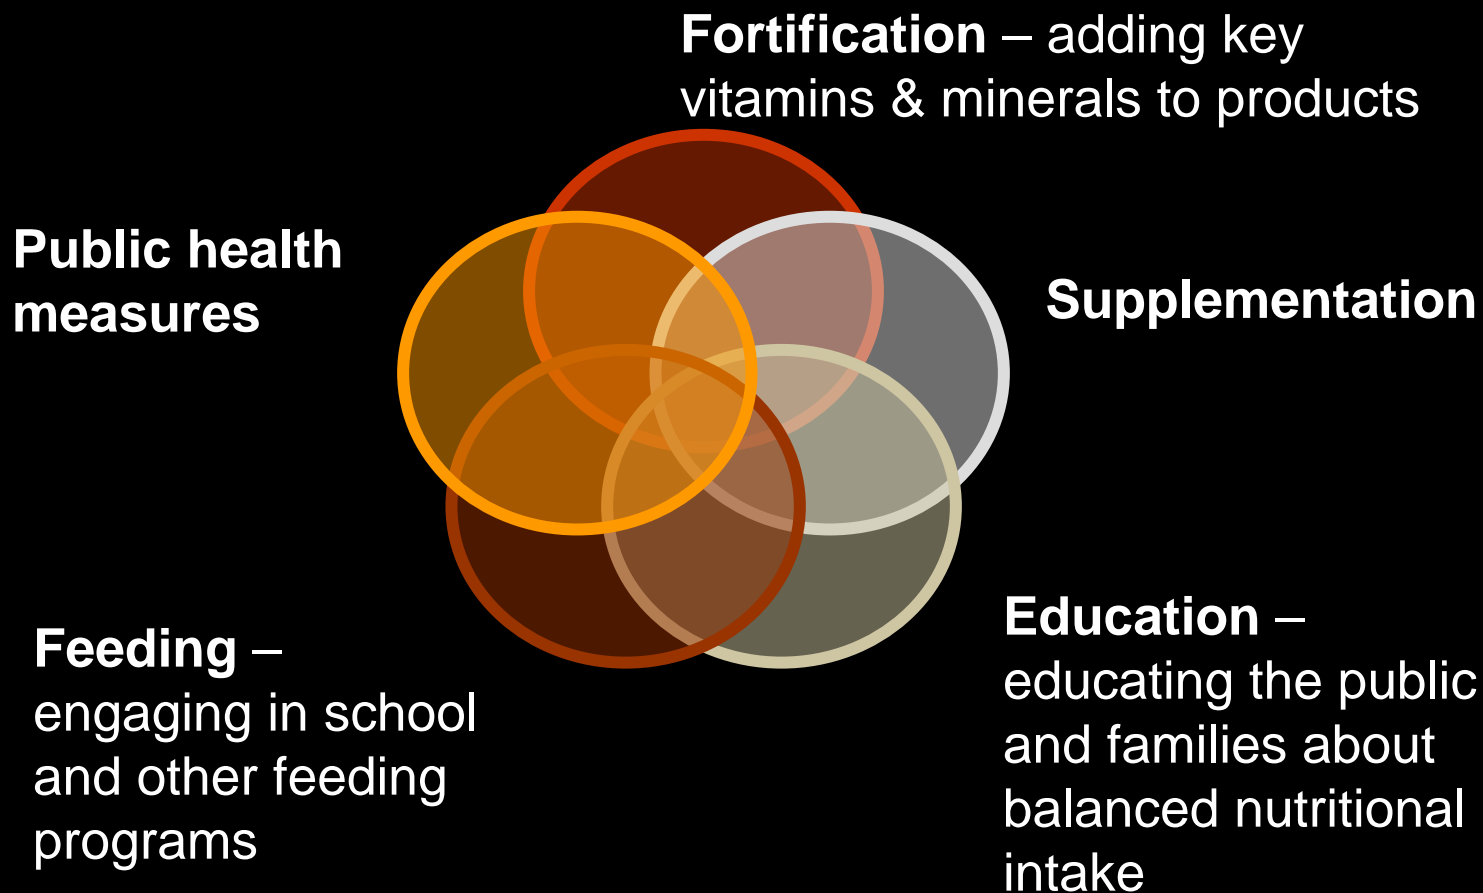 Fortification – adding key
vitamins & minerals to products
Public health
measures
Supplementation
Feeding –
engaging in school
and other feeding
programs
Education –
educating the public
and families about
balanced nutritional
intake